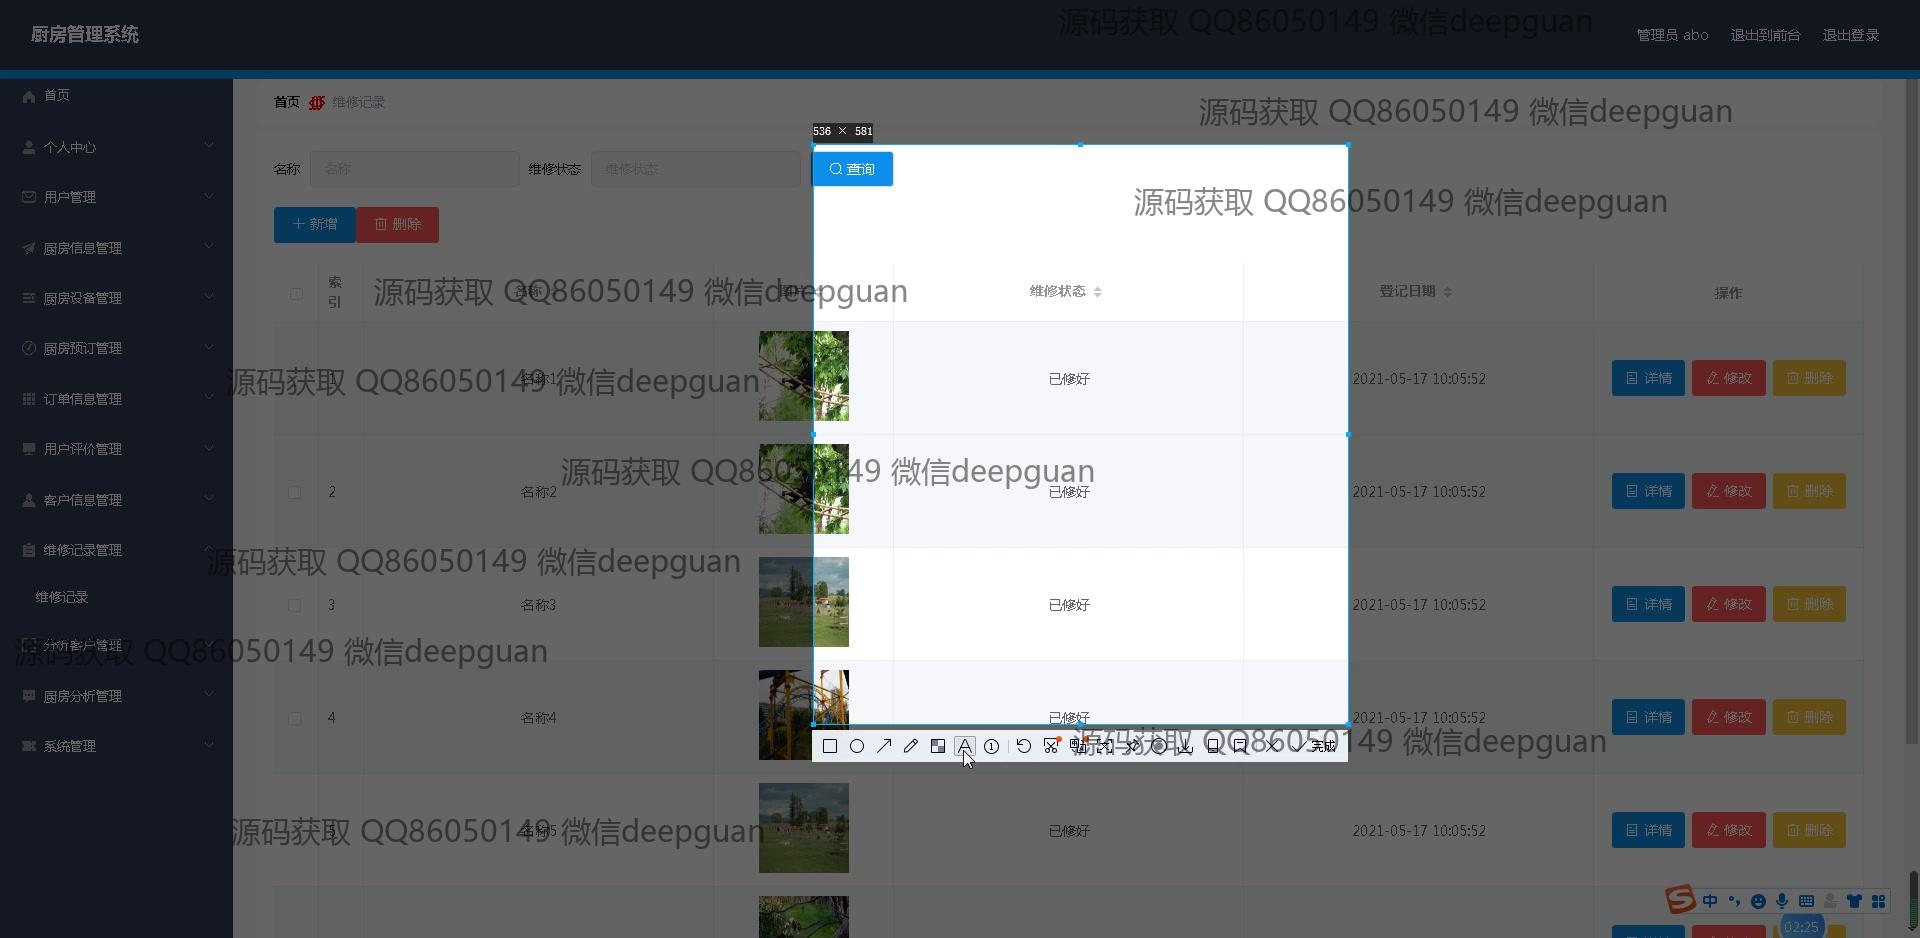 源码获取 QQ86050149 微信deepguan
厨房管理系统
管理员 abo 退出到前台 退出登录
首页
首页 维修记录
源码获取 QQ86050149 微信deepguan
536 × 581
个人中心
名称 名称 维修状态 维修状态 查询
用户管理
源码获取 QQ86050149 微信deepguan
新增 删除
厨房信息管理
索引 名称 图片 维修状态 登记日期 操作
源码获取 QQ86050149 微信deepguan
厨房设备管理
厨房预订管理
1 名称1 已修好 2021-05-17 10:05:52 详情 修改 删除
源码获取 QQ86050149 微信deepguan
订单信息管理
用户评价管理
源码获取 QQ86050149 微信deepguan
2 名称2 已修好 2021-05-17 10:05:52 详情 修改 删除
客户信息管理
维修记录管理
源码获取 QQ86050149 微信deepguan
维修记录
3 名称3 已修好 2021-05-17 10:05:52 详情 修改 删除
分析客户管理
源码获取 QQ86050149 微信deepguan
厨房分析管理
4 名称4 已修好 2021-05-17 10:05:52 详情 修改 删除
系统管理
源码获取 QQ86050149 微信deepguan
完成
5 名称5 已修好 2021-05-17 10:05:52 详情 修改 删除
源码获取 QQ86050149 微信deepguan
中
02:25